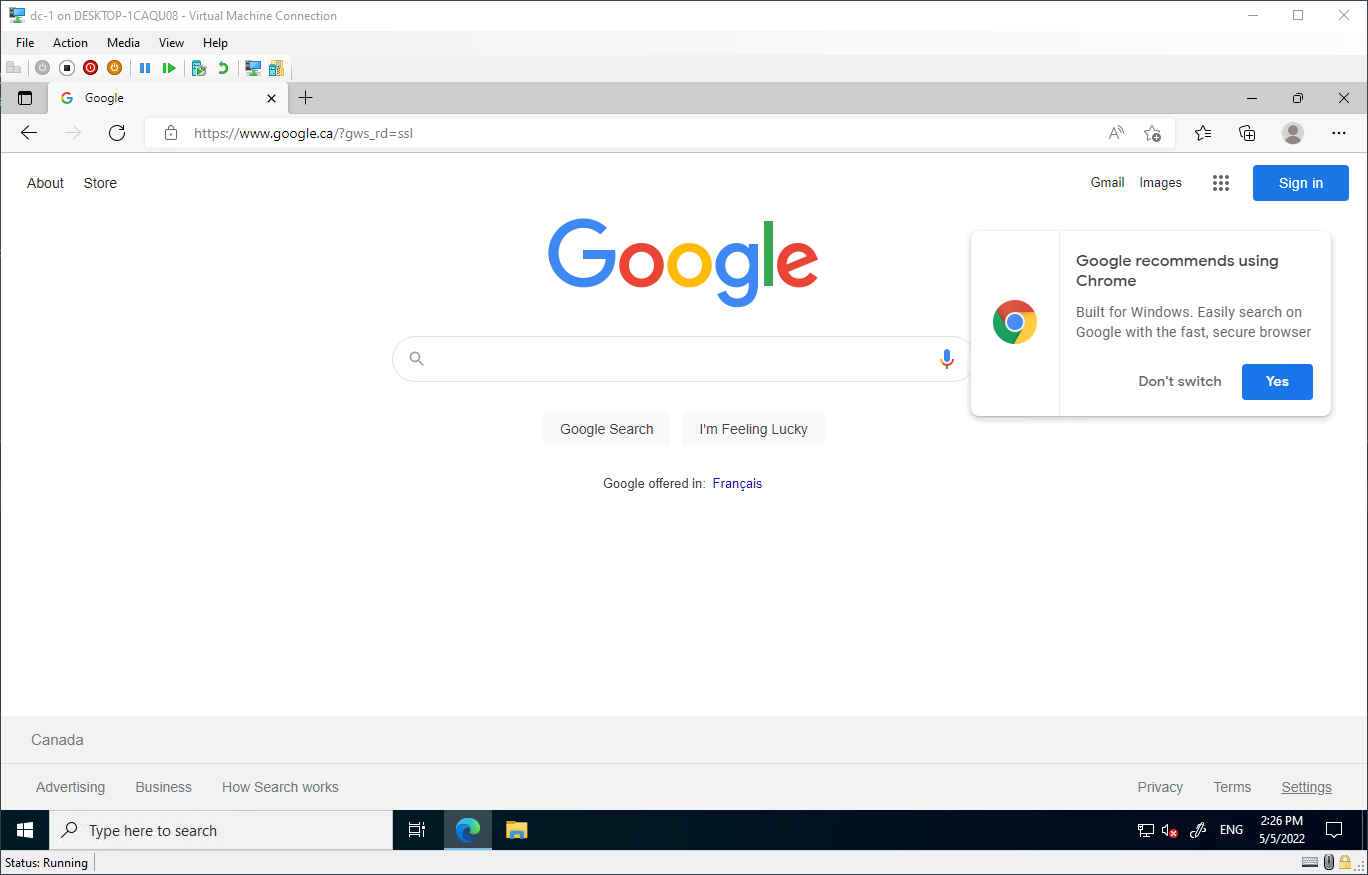 dc-1 on DESKTOP-1CAQU08 - Virtual Machine Connection
File Action Media View Help
Google
https://www.google.ca/?gws_rd=ssl
About Store Gmail Images Sign in
Google
Google recommends using
Chrome
Built for Windows. Easily search on
Google with the fast, secure browser
Don't switch Yes
Google Search I'm Feeling Lucky
Google offered in: Français
Canada
Advertising Business How Search works Privacy Terms Settings
Type here to search ENG
2:26 PM
5/5/2022
Status: Running